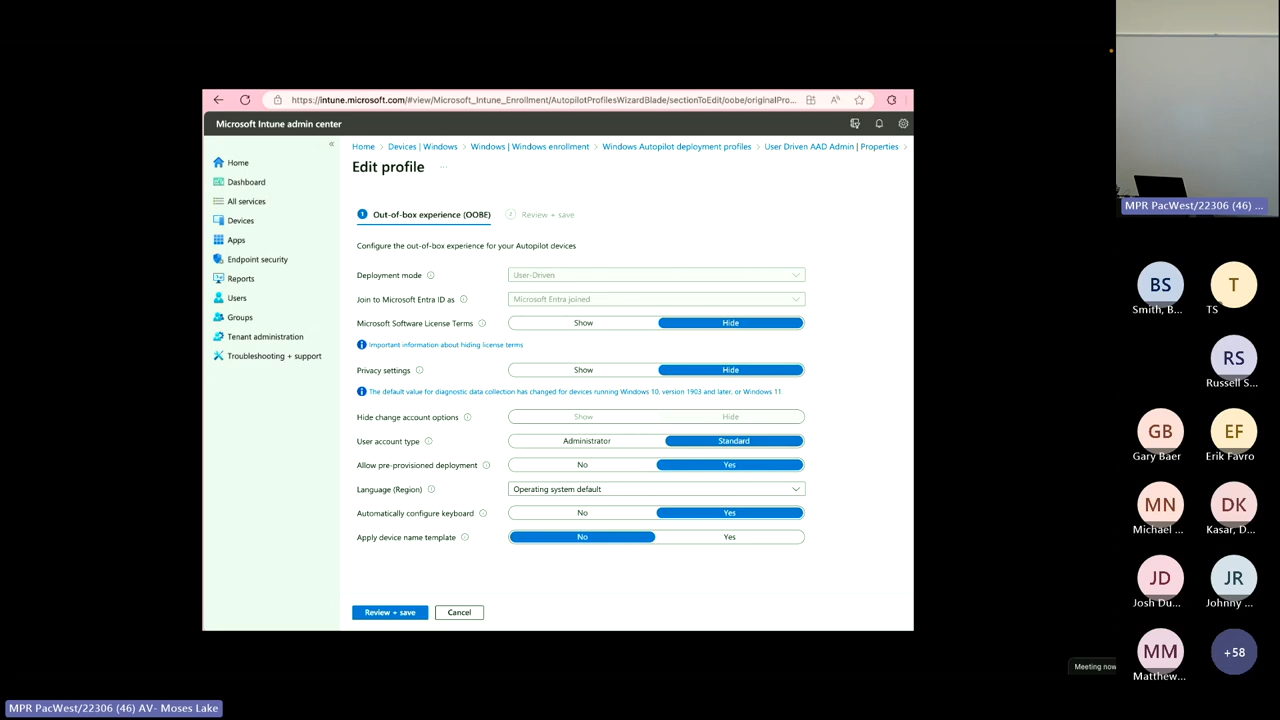 https://intune.microsoft.com/#view/Microsoft_Intune_Enrollment/AutopilotProfilesWizardBlade/sectionToEdit/oobe/originalPro...
Microsoft Intune admin center
Home
Dashboard
All services
Devices
Apps
Endpoint security
Reports
Users
Groups
Tenant administration
Troubleshooting + support
Home > Devices | Windows > Windows | Windows enrollment > Windows Autopilot deployment profiles > User Driven AAD Admin | Properties >
Edit profile ...
1 Out-of-box experience (OOBE) 2 Review + save
Configure the out-of-box experience for your Autopilot devices
Deployment mode User-Driven
Join to Microsoft Entra ID as Microsoft Entra joined
Microsoft Software License Terms Show Hide
Important information about hiding license terms
Privacy settings Show Hide
The default value for diagnostic data collection has changed for devices running Windows 10, version 1903 and later, or Windows 11
Hide change account options Show Hide
User account type Administrator Standard
Allow pre-provisioned deployment No Yes
Language (Region) Operating system default
Automatically configure keyboard No Yes
Apply device name template No Yes
Review + save Cancel
MPR PacWest/22306 (46) ...
BS T
Smith, B... TS
RS
Russell S...
GB EF
Gary Baer Erik Favro
MN DK
Michael ... Kasar, D...
JD JR
Josh Du... Johnny ...
MM +58
Matthew...
Meeting now
MPR PacWest/22306 (46) AV- Moses Lake